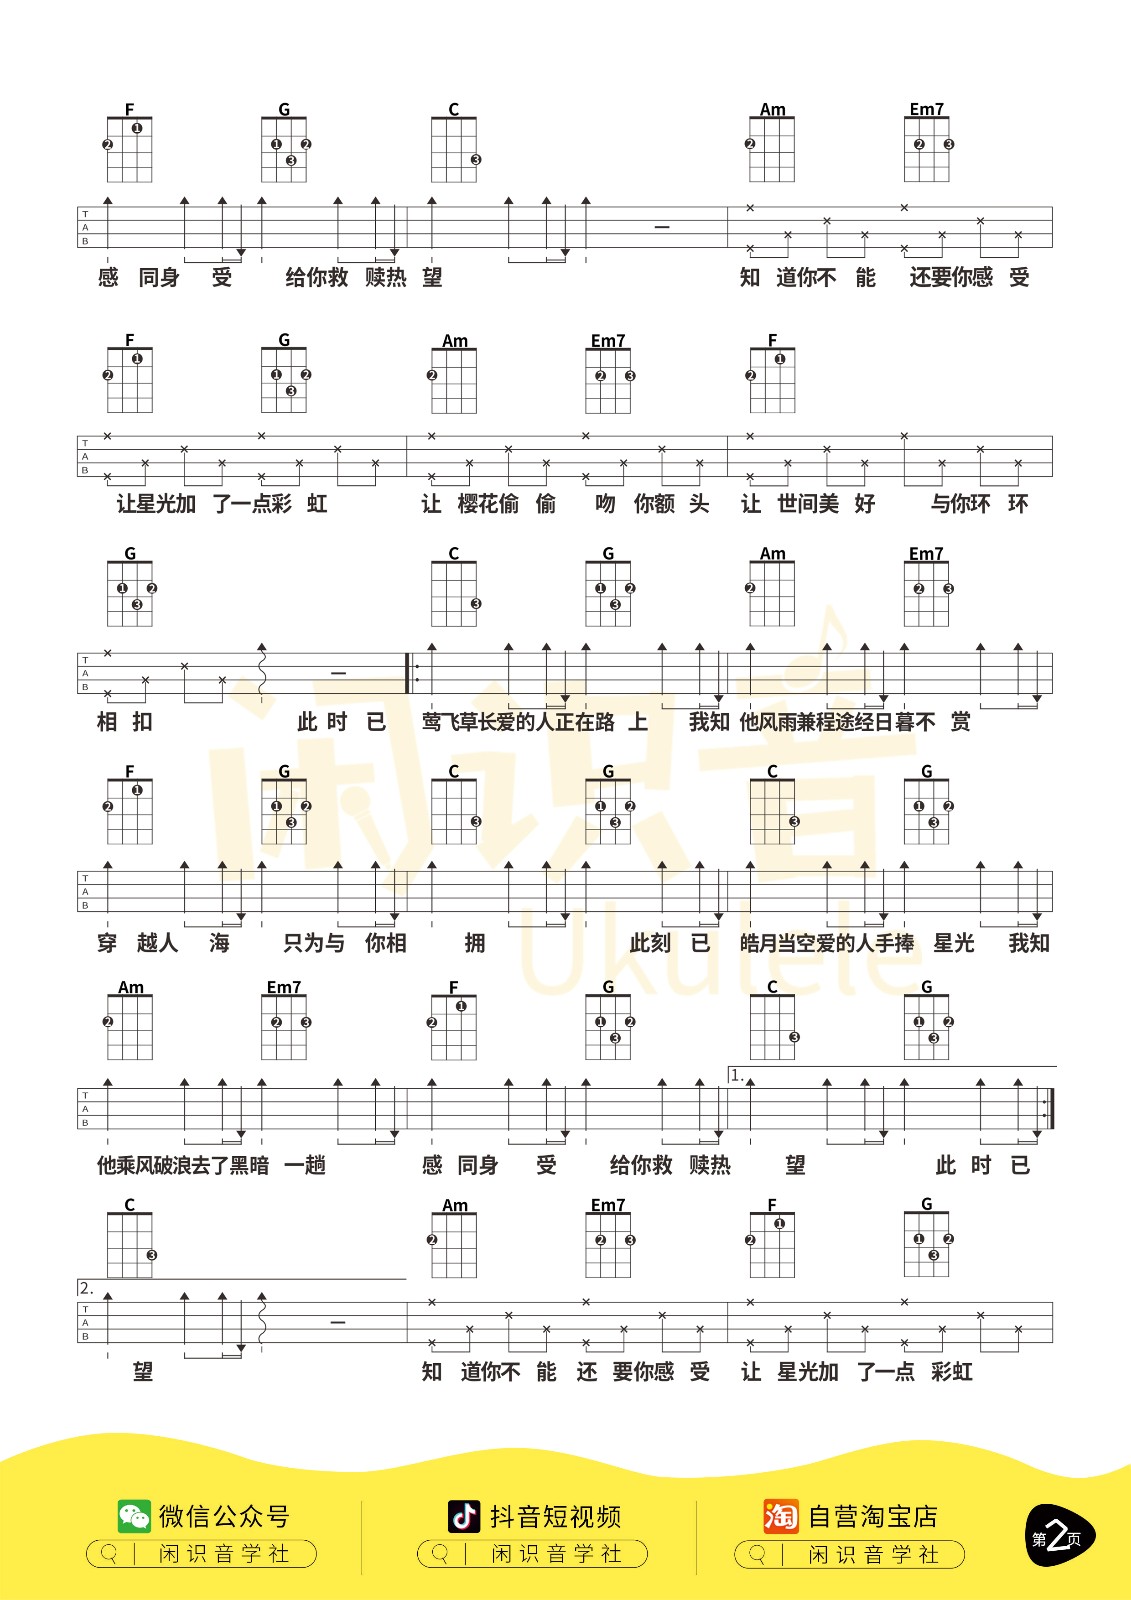 F G C Am Em7
T A B
感 同身 受 给你救 赎热 望 知 道你不 能 还要你感 受
F G Am Em7 F
T A B
让星光加 了一点彩 虹 让 樱花偷 偷 吻 你额 头 让 世间美 好 与你环 环
G C G Am Em7
T A B
相 扣 此 时 已 莺飞草长爱的人正在路 上 我知 他风雨兼程途经日暮不 赏
F G C G C G
T A B
穿 越人 海 只为与 你相 拥 此刻 已 皓月当空爱的人手捧 星光 我知
Am Em7 F G C G
1.
T A B
他乘风破浪去了黑暗 一趟 感 同身 受 给你救 赎热 望 此 时 已
C Am Em7 F G
2.
T A B
望 知 道你不 能 还 要你感 受 让 星光加 了一点 彩虹
闲识音
Ukulele
微信公众号 抖音短视频 自营淘宝店
闲识音学社 闲识音学社 闲识音学社
淘
第2页